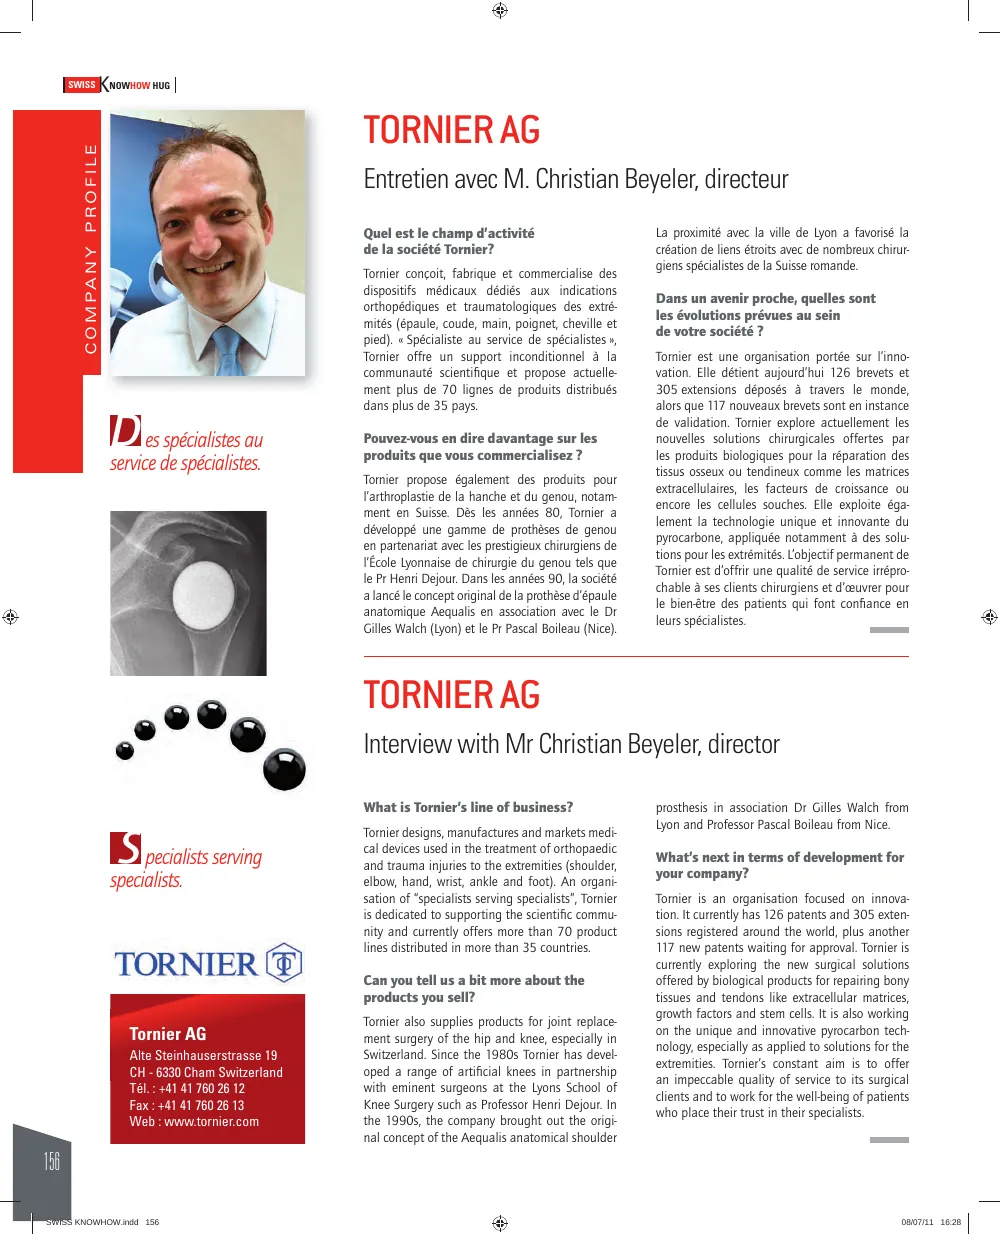 SWISS KNOWHOW HUG
COMPANY PROFILE
TORNIER AG
Entretien avec M. Christian Beyeler, directeur
Quel est le champ d’activité
de la société Tornier?
Tornier conçoit, fabrique et commercialise des
dispositifs médicaux dédiés aux indications
orthopédiques et traumatologiques des extré-
mités (épaule, coude, main, poignet, cheville et
pied). « Spécialiste au service de spécialistes »,
Tornier offre un support inconditionnel à la
communauté scientifique et propose actuelle-
ment plus de 70 lignes de produits distribués
dans plus de 35 pays.
Pouvez-vous en dire davantage sur les
produits que vous commercialisez ?
Tornier propose également des produits pour
l’arthroplastie de la hanche et du genou, notam-
ment en Suisse. Dès les années 80, Tornier a
développé une gamme de prothèses de genou
en partenariat avec les prestigieux chirurgiens de
l’École Lyonnaise de chirurgie du genou tels que
le Pr Henri Dejour. Dans les années 90, la société
a lancé le concept original de la prothèse d’épaule
anatomique Aequalis en association avec le Dr
Gilles Walch (Lyon) et le Pr Pascal Boileau (Nice).
La proximité avec la ville de Lyon a favorisé la
création de liens étroits avec de nombreux chirur-
giens spécialistes de la Suisse romande.
Dans un avenir proche, quelles sont
les évolutions prévues au sein
de votre société ?
Tornier est une organisation portée sur l’inno-
vation. Elle détient aujourd’hui 126 brevets et
305 extensions déposés à travers le monde,
alors que 117 nouveaux brevets sont en instance
de validation. Tornier explore actuellement les
nouvelles solutions chirurgicales offertes par
les produits biologiques pour la réparation des
tissus osseux ou tendineux comme les matrices
extracellulaires, les facteurs de croissance ou
encore les cellules souches. Elle exploite éga-
lement la technologie unique et innovante du
pyrocarbone, appliquée notamment à des solu-
tions pour les extrémités. L’objectif permanent de
Tornier est d’offrir une qualité de service irrépro-
chable à ses clients chirurgiens et d’œuvrer pour
le bien-être des patients qui font confiance en
leurs spécialistes.
Des spécialistes au
service de spécialistes.
TORNIER AG
Interview with Mr Christian Beyeler, director
What is Tornier’s line of business?
Tornier designs, manufactures and markets medi-
cal devices used in the treatment of orthopaedic
and trauma injuries to the extremities (shoulder,
elbow, hand, wrist, ankle and foot). An organi-
sation of “specialists serving specialists”, Tornier
is dedicated to supporting the scientific commu-
nity and currently offers more than 70 product
lines distributed in more than 35 countries.
Can you tell us a bit more about the
products you sell?
Tornier also supplies products for joint replace-
ment surgery of the hip and knee, especially in
Switzerland. Since the 1980s Tornier has devel-
oped a range of artificial knees in partnership
with eminent surgeons at the Lyons School of
Knee Surgery such as Professor Henri Dejour. In
the 1990s, the company brought out the origi-
nal concept of the Aequalis anatomical shoulder
prosthesis in association Dr Gilles Walch from
Lyon and Professor Pascal Boileau from Nice.
What’s next in terms of development for
your company?
Tornier is an organisation focused on innova-
tion. It currently has 126 patents and 305 exten-
sions registered around the world, plus another
117 new patents waiting for approval. Tornier is
currently exploring the new surgical solutions
offered by biological products for repairing bony
tissues and tendons like extracellular matrices,
growth factors and stem cells. It is also working
on the unique and innovative pyrocarbon tech-
nology, especially as applied to solutions for the
extremities. Tornier’s constant aim is to offer
an impeccable quality of service to its surgical
clients and to work for the well-being of patients
who place their trust in their specialists.
Specialists serving
specialists.
TORNIER
Tornier AG
Alte Steinhauserstrasse 19
CH - 6330 Cham Switzerland
Tél. : +41 41 760 26 12
Fax : +41 41 760 26 13
Web : www.tornier.com
156
SWISS KNOWHOW.indd 156
08/07/11 16:28